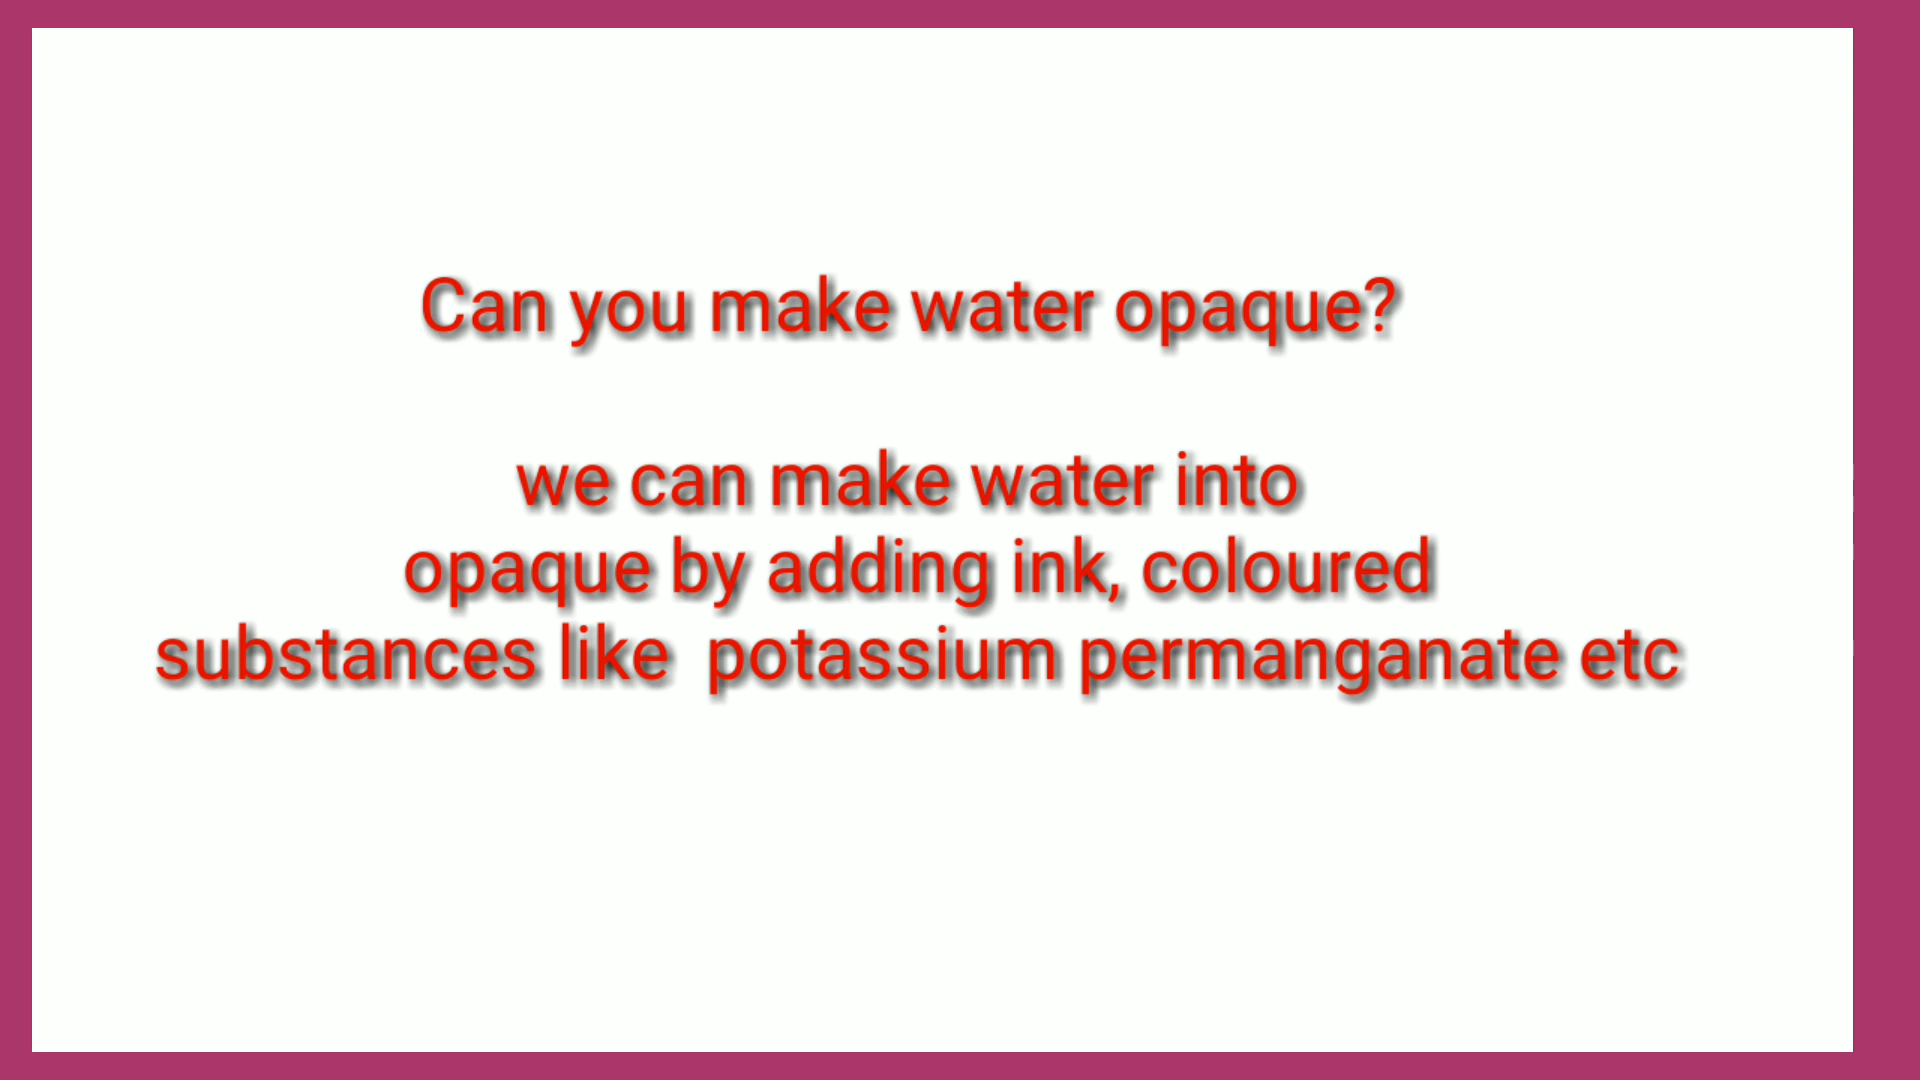 Can you make water opaque?
we can make water into
opaque by adding ink, coloured
substances like  potassium permanganate etc